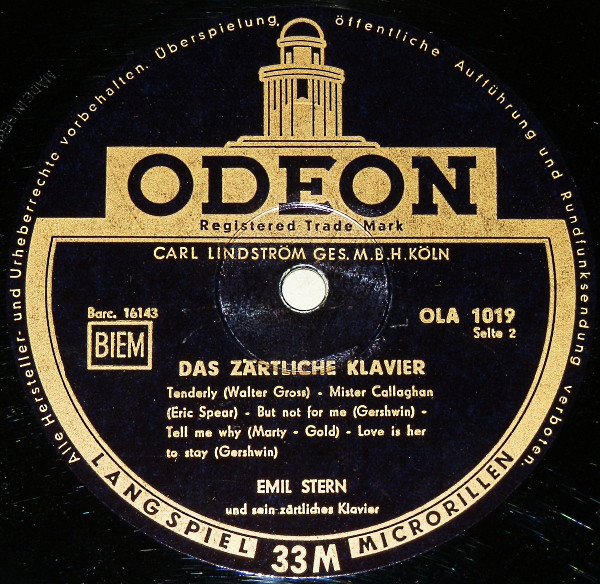 Alle Hersteller- und Urheberrechte vorbehalten. Überspielung, öffentliche Aufführung und Rundfunksendung verboten.
ODEON
Registered Trade Mark
CARL LINDSTRÖM GES.M.B.H.KÖLN
Barc. 16143
BIEM
OLA 1019
Seite 2
DAS ZÄRTLICHE KLAVIER
Tenderly (Walter Gross) - Mister Callaghan
(Eric Spear) - But not for me (Gershwin) -
Tell me why (Marty - Gold) - Love is her
to stay (Gershwin)
EMIL STERN
und sein zärtliches Klavier
LANGSPIEL 33M MICRORILLEN